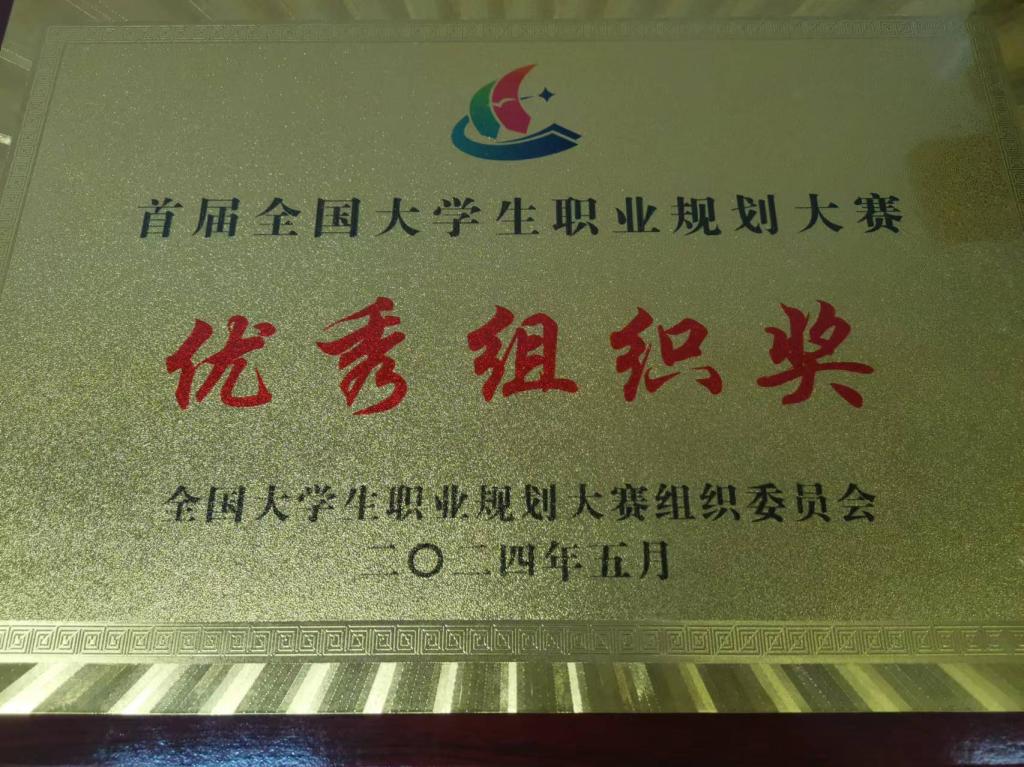 首届全国大学生职业规划大赛
优秀组织奖
全国大学生职业规划大赛组织委员会
二〇二四年五月